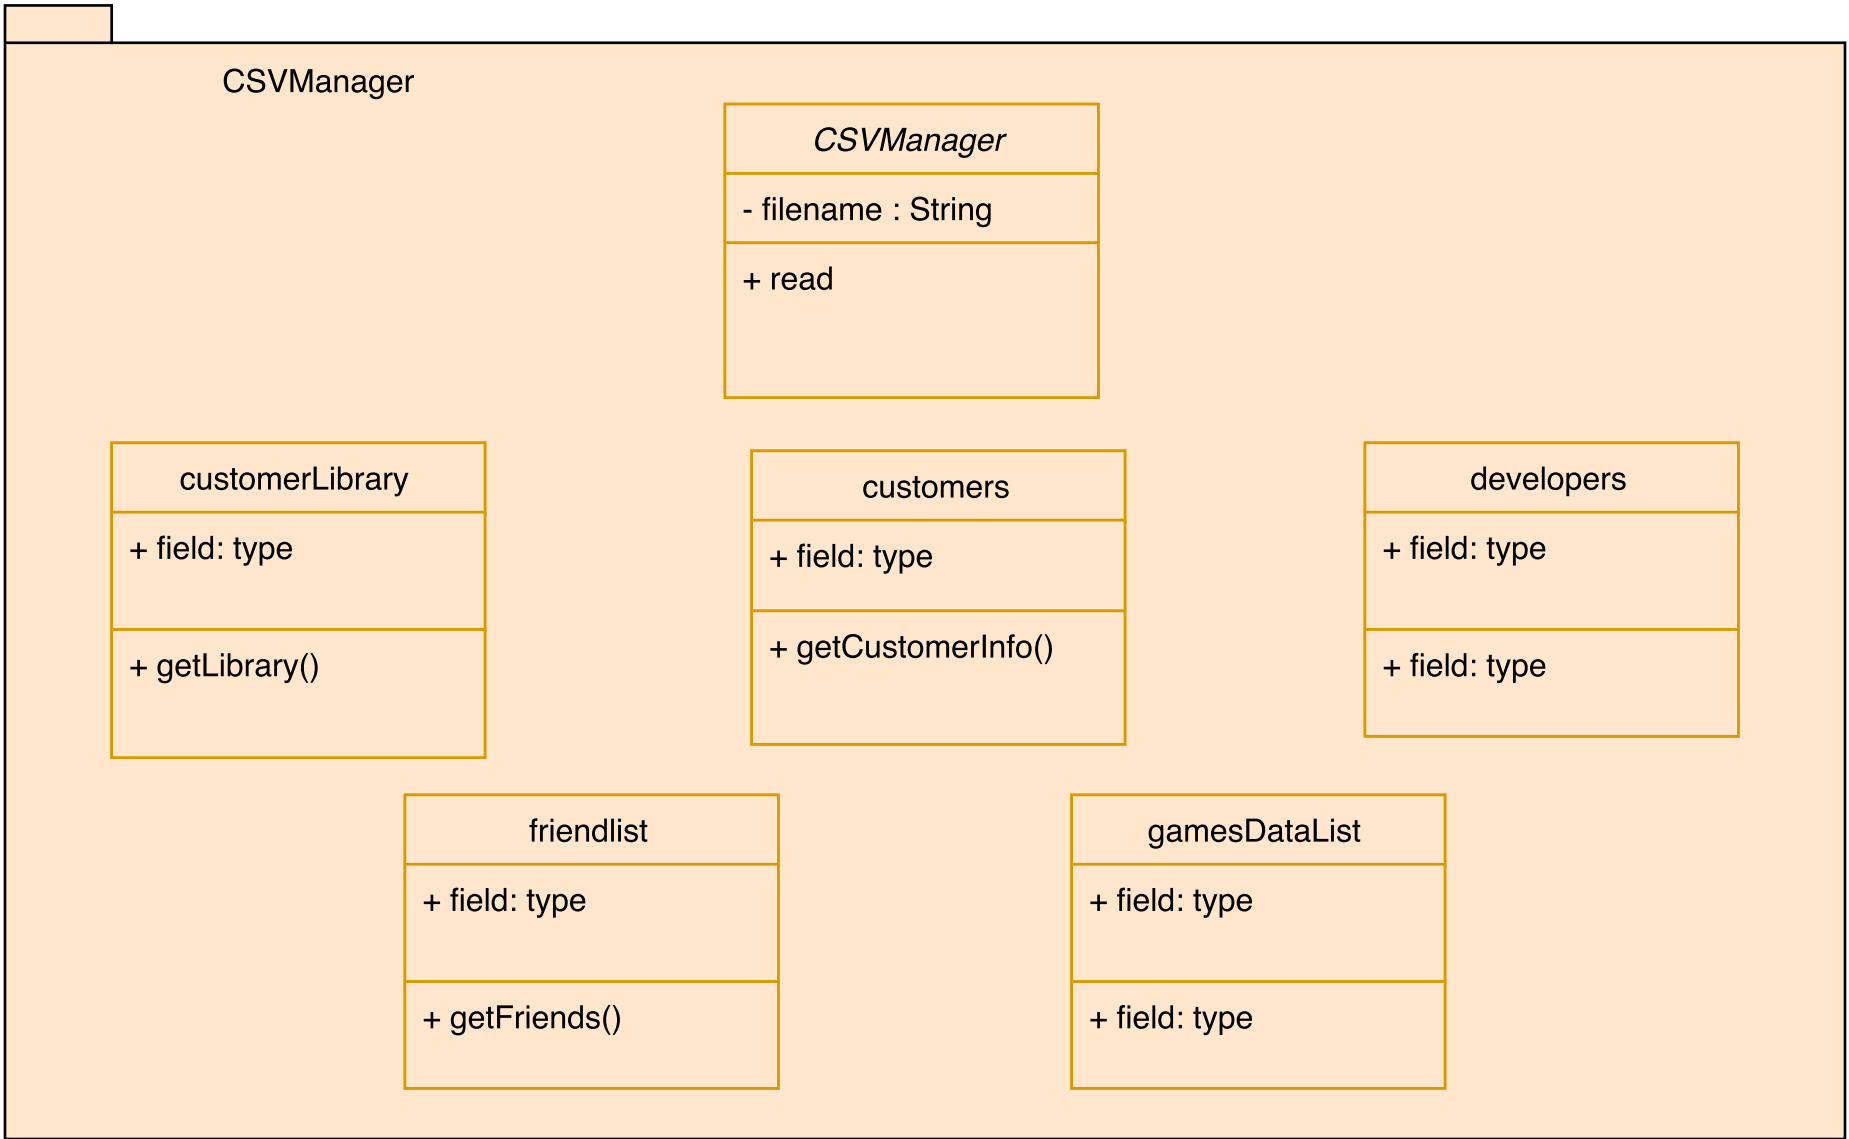 CSVManager
CSVManager
- filename : String
+ read
customerLibrary
+ field: type
+ getLibrary()
customers
+ field: type
+ getCustomerInfo()
developers
+ field: type
+ field: type
friendlist
+ field: type
+ getFriends()
gamesDataList
+ field: type
+ field: type